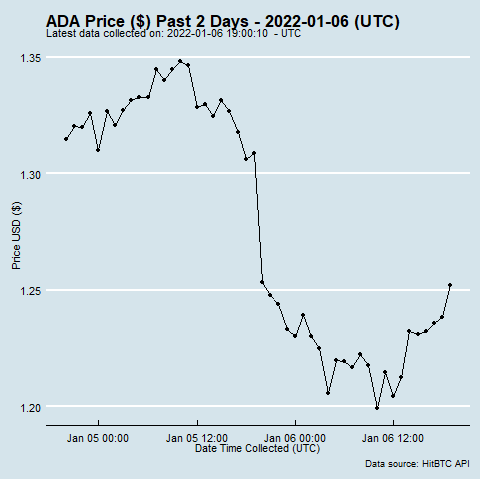 ADA Price ($) Past 2 Days - 2022-01-06 (UTC)
Latest data collected on: 2022-01-06 19:00:10 - UTC
1.35
1.30
1.25
1.20
Price USD ($)
Jan 05 00:00 Jan 05 12:00 Jan 06 00:00 Jan 06 12:00
Date Time Collected (UTC)
Data source: HitBTC API